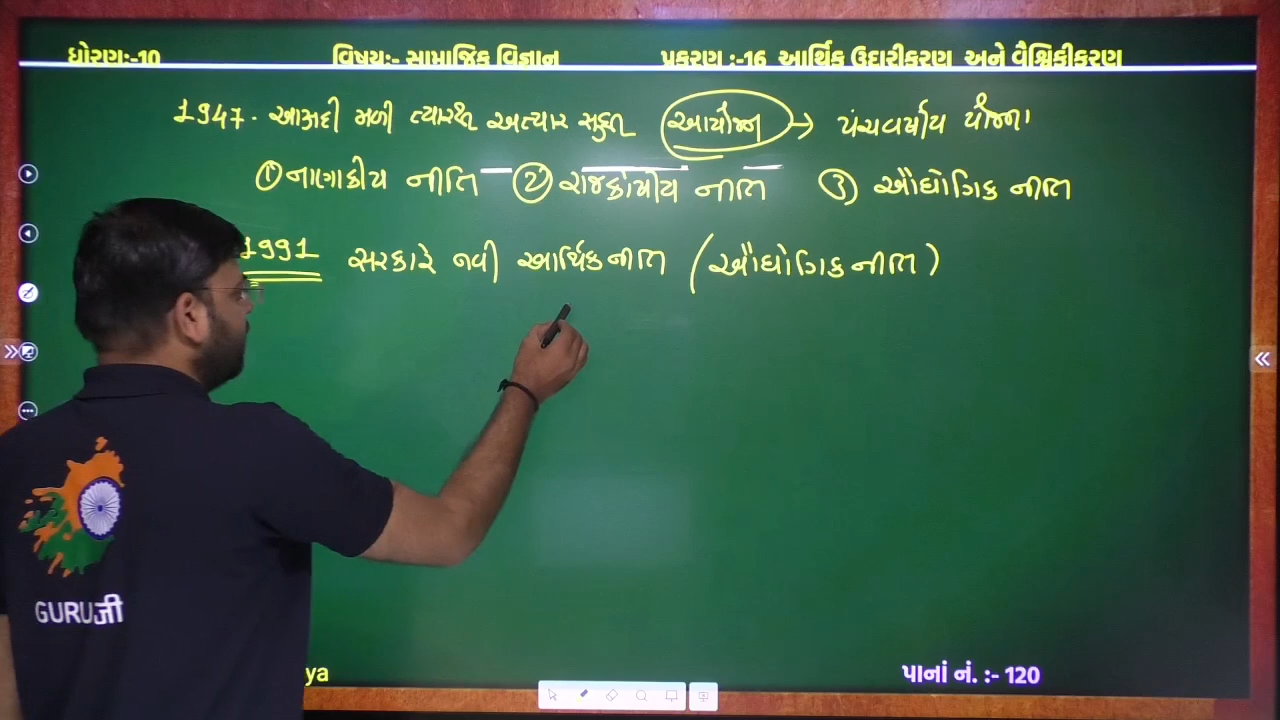 ધોરણ:-10 વિષય:- સામાજિક વિજ્ઞાન પ્રકરણ :-16 આર્થિક ઉદારીકરણ અને વૈશ્વિકીકરણ
1947. આઝાદી મળી ત્યારથી અત્યાર સુધી આયોજન → પંચવર્ષીય યોજના
① નાણાકીય નીતિ ② રાજકોષીય નીતિ ③ ઔદ્યોગિક નીતિ
1991 સરકારે નવી આર્થિક નીતિ (ઔદ્યોગિક નીતિ)
GURUજી
ya પાનાં નં. :- 120